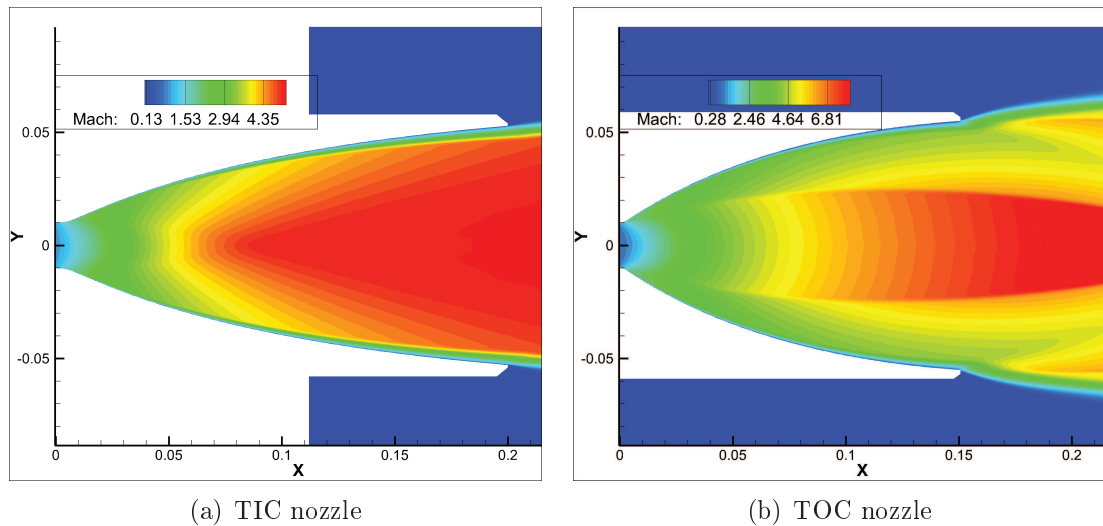 Mach: 0.13 1.53 2.94 4.35
0.05
0
-0.05
Y
0 0.05 0.1 0.15 0.2
X
(a) TIC nozzle
Mach: 0.28 2.46 4.64 6.81
0.05
0
-0.05
Y
0 0.05 0.1 0.15 0.2
X
(b) TOC nozzle